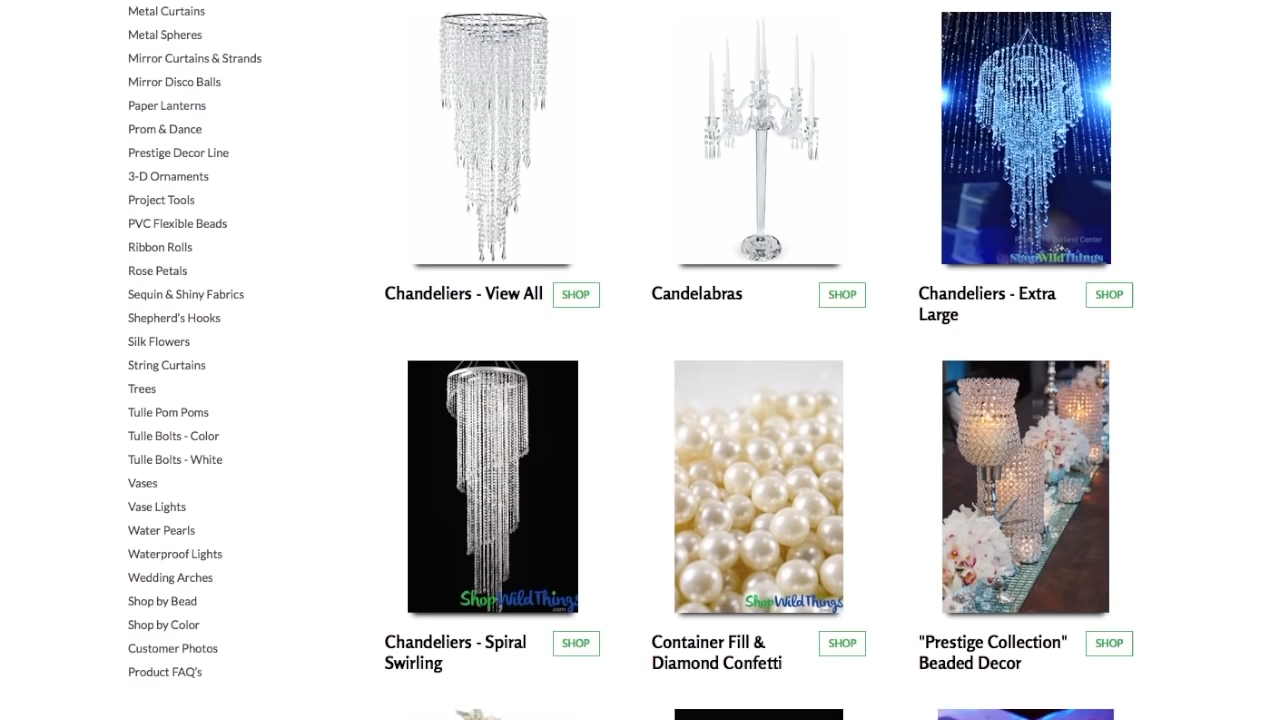 Metal Curtains
Metal Spheres
Mirror Curtains & Strands
Mirror Disco Balls
Paper Lanterns
Prom & Dance
Prestige Decor Line
3-D Ornaments
Project Tools
PVC Flexible Beads
Ribbon Rolls
Rose Petals
Sequin & Shiny Fabrics
Shepherd's Hooks
Silk Flowers
String Curtains
Trees
Tulle Pom Poms
Tulle Bolts - Color
Tulle Bolts - White
Vases
Vase Lights
Water Pearls
Waterproof Lights
Wedding Arches
Shop by Bead
Shop by Color
Customer Photos
Product FAQ's
Chandeliers - View All
SHOP
Candelabras
SHOP
ShopWildThings
Chandeliers - Extra
Large
SHOP
ShopWildThings
.com
Chandeliers - Spiral
Swirling
SHOP
ShopWildThings
.com
Container Fill &
Diamond Confetti
SHOP
"Prestige Collection"
Beaded Decor
SHOP